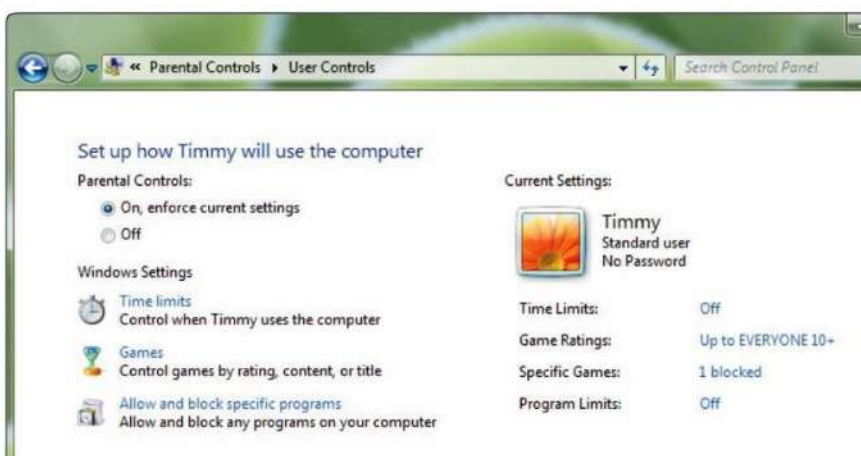 « Parental Controls ▸ User Controls
Search Control Panel
Set up how Timmy will use the computer
Parental Controls:
On, enforce current settings
Off
Windows Settings
Time limits
Control when Timmy uses the computer
Games
Control games by rating, content, or title
Allow and block specific programs
Allow and block any programs on your computer
Current Settings:
Timmy
Standard user
No Password
Time Limits: Off
Game Ratings: Up to EVERYONE 10+
Specific Games: 1 blocked
Program Limits: Off